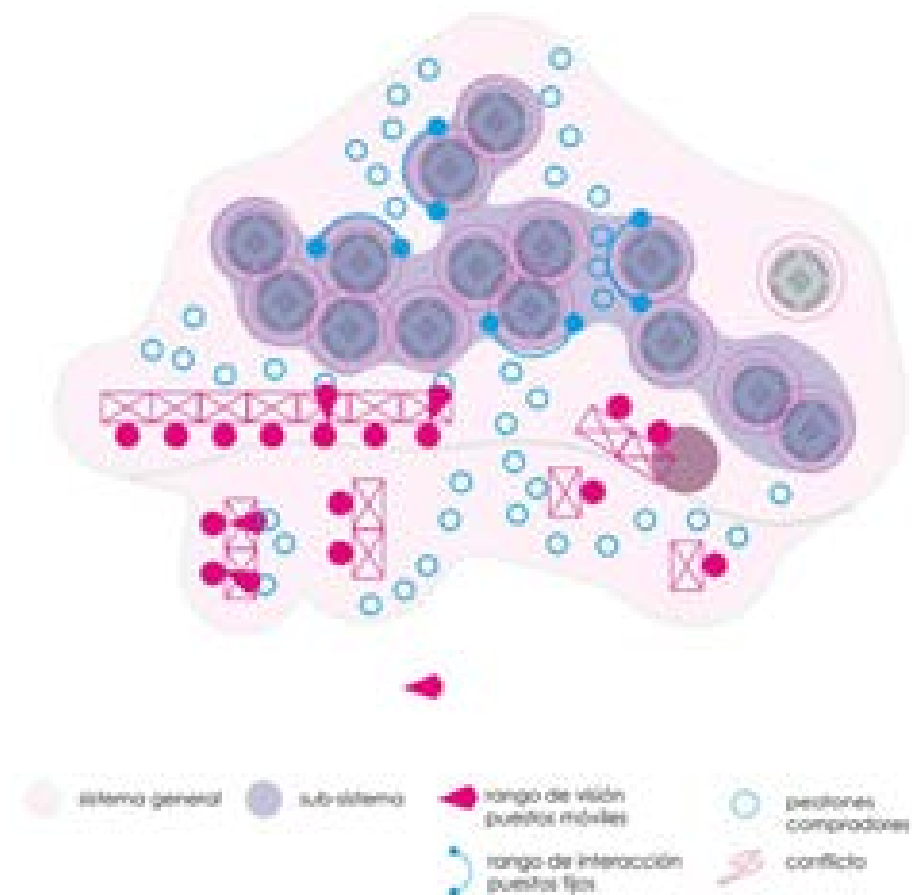 sistema general
sub-sistema
rango de visión
puestos móviles
rango de interacción
puestos fijos
peatones
compradores
conflicto